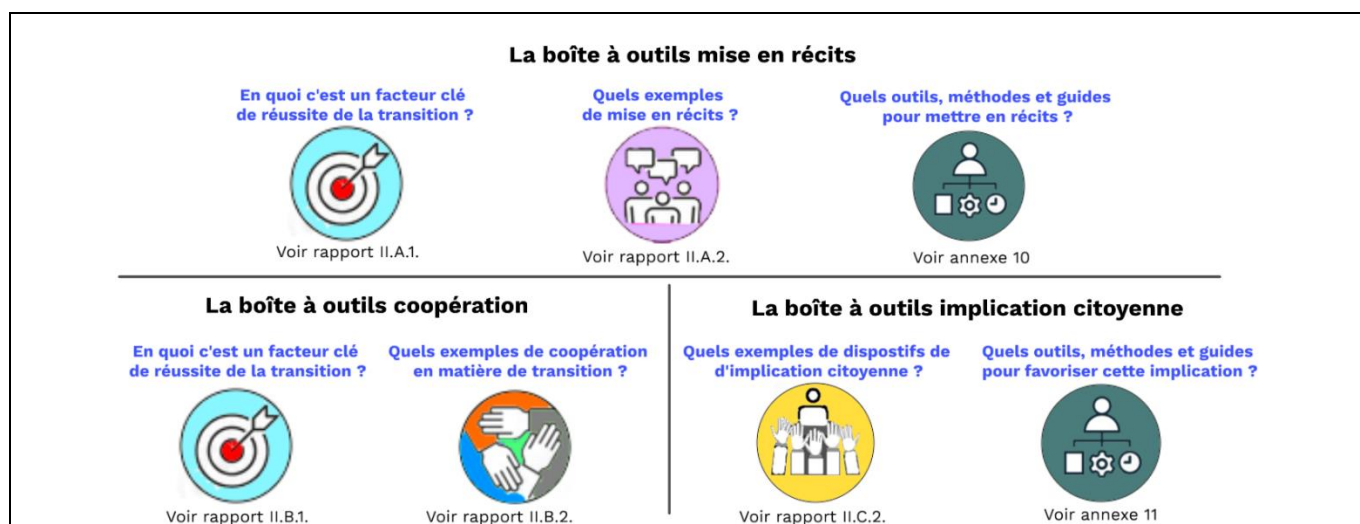 La boîte à outils mise en récits
En quoi c'est un facteur clé
de réussite de la transition ?
Voir rapport II.A.1.
Quels exemples
de mise en récits ?
Voir rapport II.A.2.
Quels outils, méthodes et guides
pour mettre en récits ?
Voir annexe 10
La boîte à outils coopération
En quoi c'est un facteur clé
de réussite de la transition ?
Voir rapport II.B.1.
Quels exemples de coopération
en matière de transition ?
Voir rapport II.B.2.
La boîte à outils implication citoyenne
Quels exemples de dispostifs de
d'implication citoyenne ?
Voir rapport II.C.2.
Quels outils, méthodes et guides
pour favoriser cette implication ?
Voir annexe 11